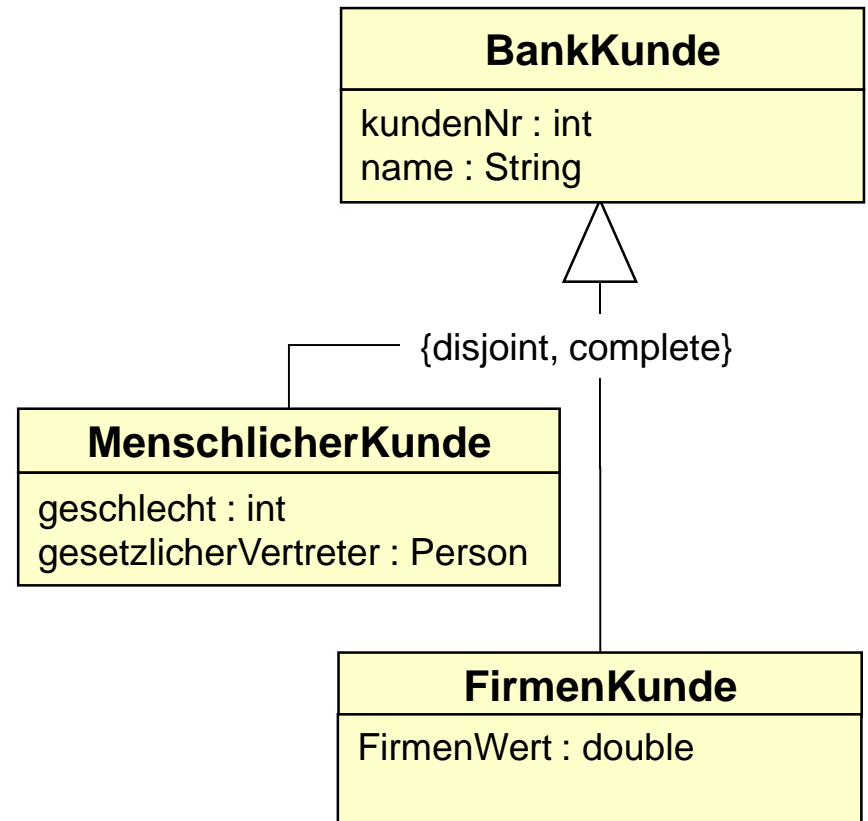 BankKunde
kundenNr : int
name : String
{disjoint, complete}
MenschlicherKunde
geschlecht : int
gesetzlicherVertreter : Person
FirmenKunde
FirmenWert : double